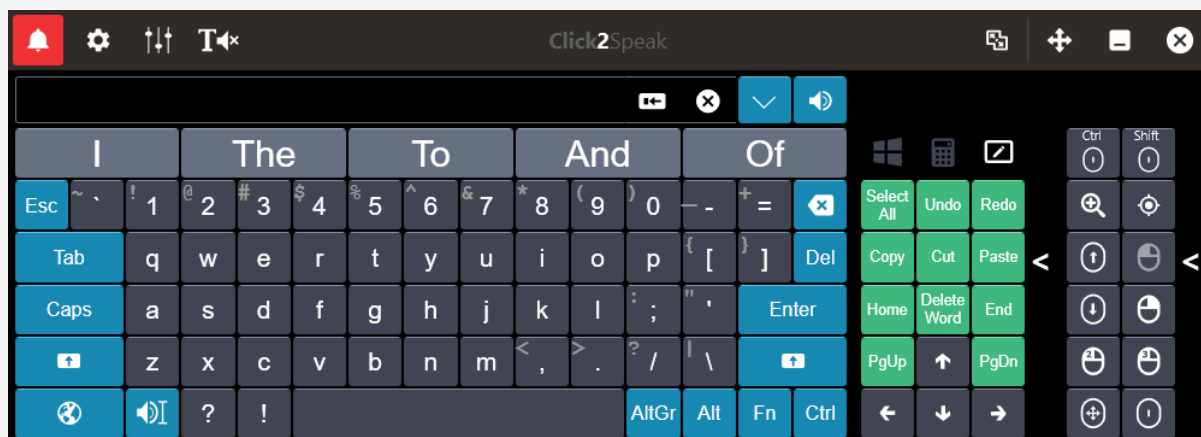 T
Click2Speak
I The To And Of
Ctrl Shift
Esc ~ ` ! 1 @ 2 # 3 $ 4 % 5 ^ 6 & 7 * 8 ( 9 ) 0 _ - + = Select All Undo Redo
Tab q w e r t y u i o p { [ } ] Del Copy Cut Paste < <
Caps a s d f g h j k l : ; " ' Enter Home Delete Word End
z x c v b n m < , > . ? / | \ PgUp PgDn 2 3
? ! AltGr Alt Fn Ctrl